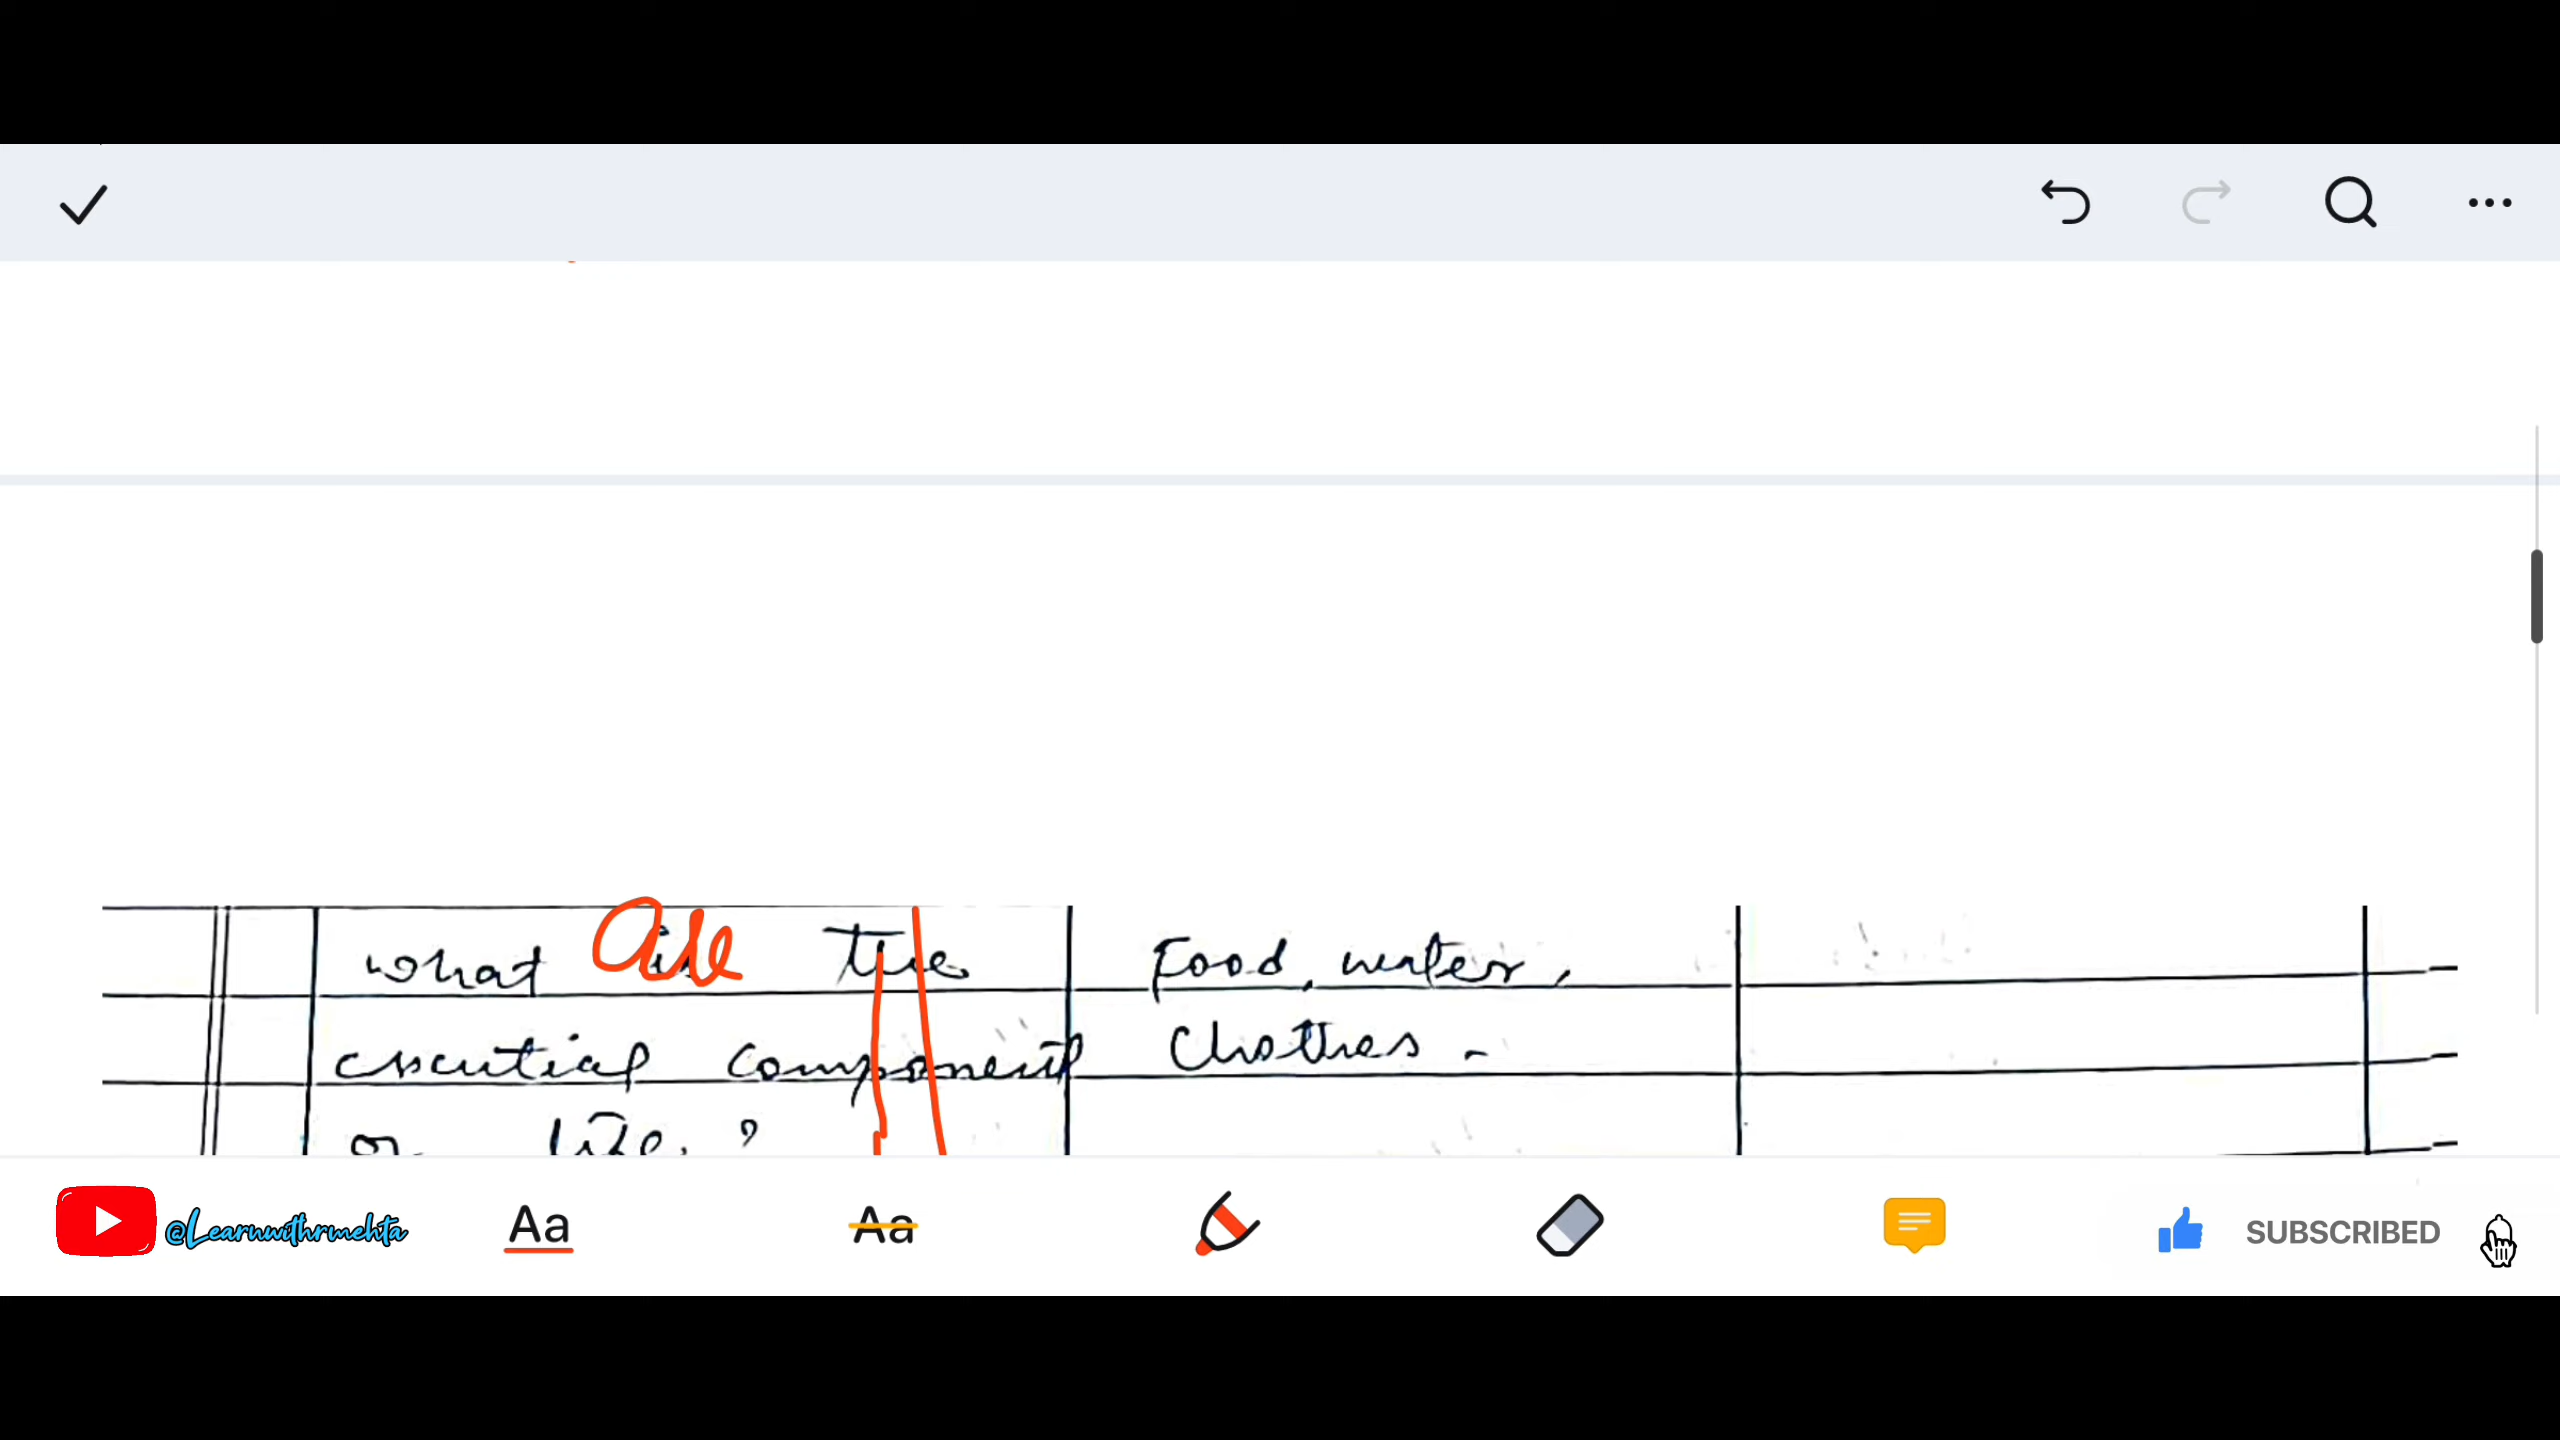 what are the
Food, water,
essential component
Clothes -
of life ?
@Learnwithrmehta
Aa
Aa
SUBSCRIBED